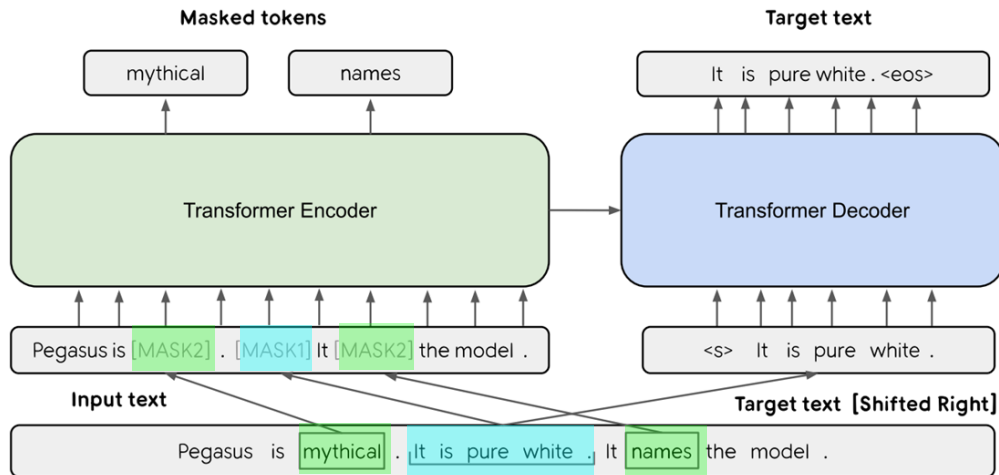 Masked tokens
Target text
mythical
names
It is pure white . <eos>
Transformer Encoder
Transformer Decoder
Pegasus is [MASK2] . [MASK1] It [MASK2] the model .
<s> It is pure white .
Input text
Target text [Shifted Right]
Pegasus is mythical . It is pure white . It names the model .